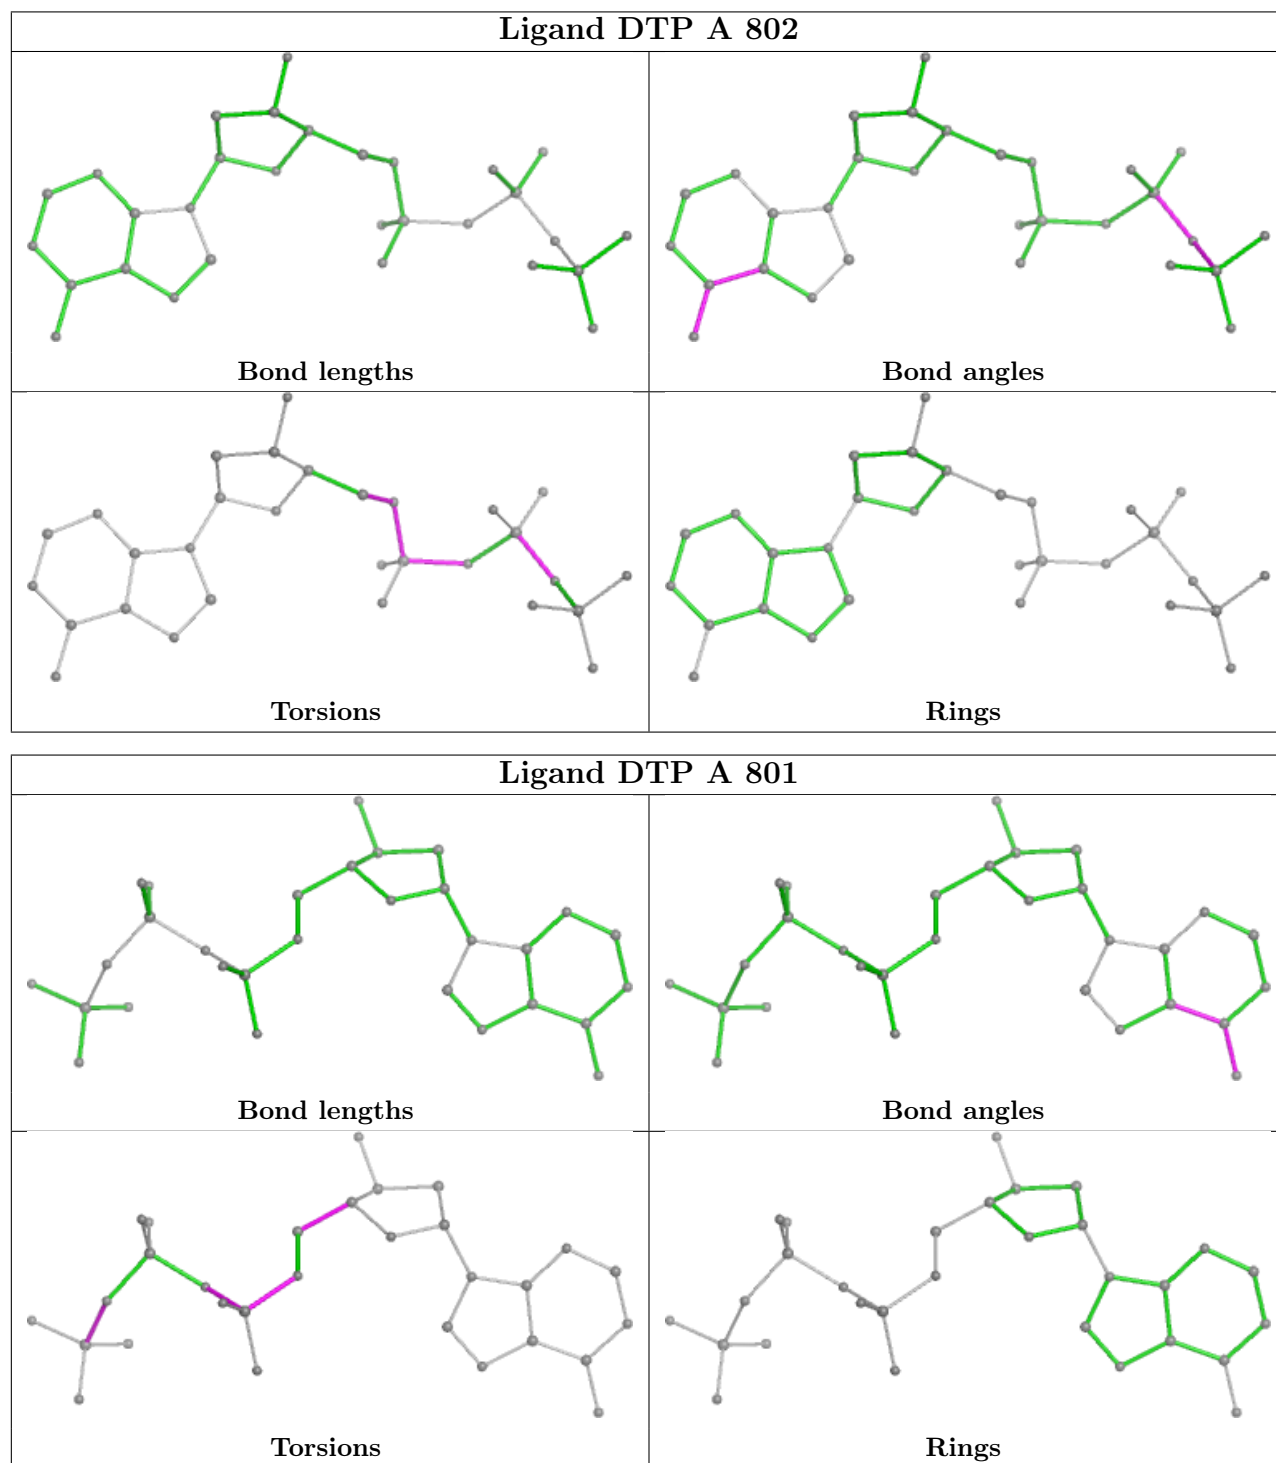 Ligand DTP A 802
Bond lengths
Bond angles
Torsions
Rings
Ligand DTP A 801
Bond lengths
Bond angles
Torsions
Rings